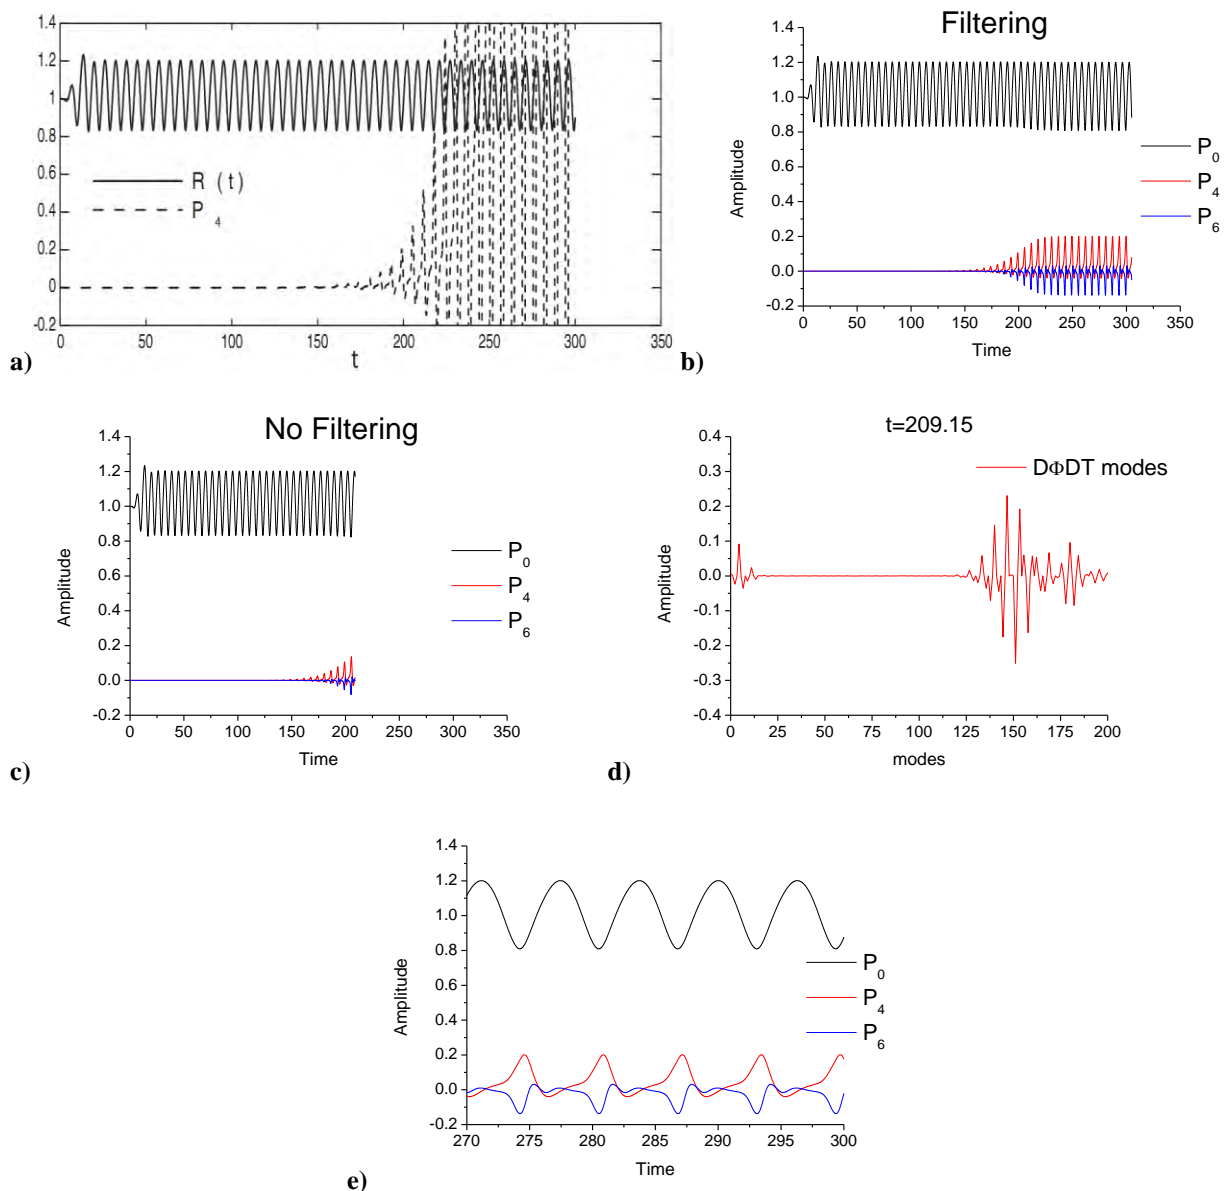 1.4
1.2
1
0.8
0.6
0.4
0.2
0
-0.2
R (t)
P 4
0 50 100 150 200 250 300 350
t
a)
Filtering
1.4
1.2
1.0
0.8
0.6
0.4
0.2
0.0
-0.2
Amplitude
P0
P4
P6
0 50 100 150 200 250 300 350
Time
b)
No Filtering
1.4
1.2
1.0
0.8
0.6
0.4
0.2
0.0
-0.2
Amplitude
P0
P4
P6
0 50 100 150 200 250 300 350
Time
c)
t=209.15
0.4
0.3
0.2
0.1
0.0
-0.1
-0.2
-0.3
-0.4
Amplitude
DΦDT modes
0 25 50 75 100 125 150 175 200
modes
d)
1.4
1.2
1.0
0.8
0.6
0.4
0.2
0.0
-0.2
Amplitude
P0
P4
P6
270 275 280 285 290 295 300
Time
e)